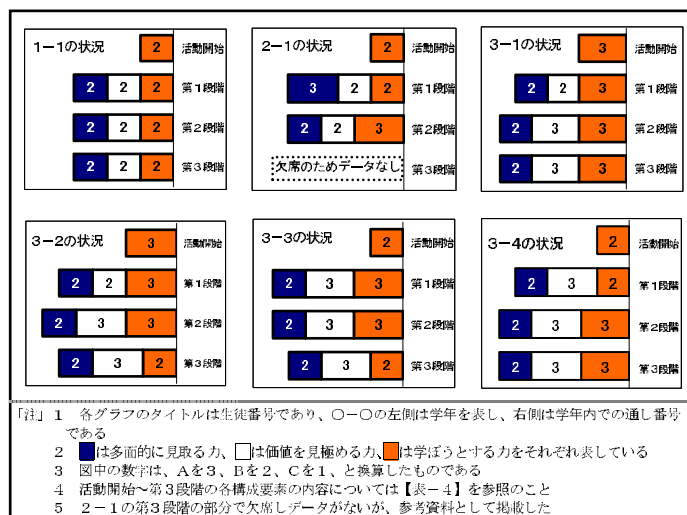 1－1の状況
2 活動開始
2 2 2 第1段階
2 2 2 第2段階
2 2 2 第3段階
2－1の状況
2 活動開始
3 2 2 第1段階
2 2 3 第2段階
欠席のためデータなし 第3段階
3－1の状況
3 活動開始
2 2 3 第1段階
2 3 3 第2段階
2 3 3 第3段階
3－2の状況
3 活動開始
2 2 3 第1段階
2 3 3 第2段階
2 3 2 第3段階
3－3の状況
2 活動開始
2 3 3 第1段階
2 3 3 第2段階
2 3 2 第3段階
3－4の状況
2 活動開始
2 3 2 第1段階
2 3 3 第2段階
2 3 3 第3段階
「注」1 各グラフのタイトルは生徒番号であり、○－○の左側は学年を表し、右側は学年内での通し番号
である
2 は多面的に見取る力、は価値を見極める力、は学ぼうとする力をそれぞれ表している
3 図中の数字は、Aを3、Bを2、Cを1、と換算したものである
4 活動開始～第3段階の各構成要素の内容については【表－4】を参照のこと
5 2－1の第3段階の部分で欠席しデータがないが、参考資料として掲載した